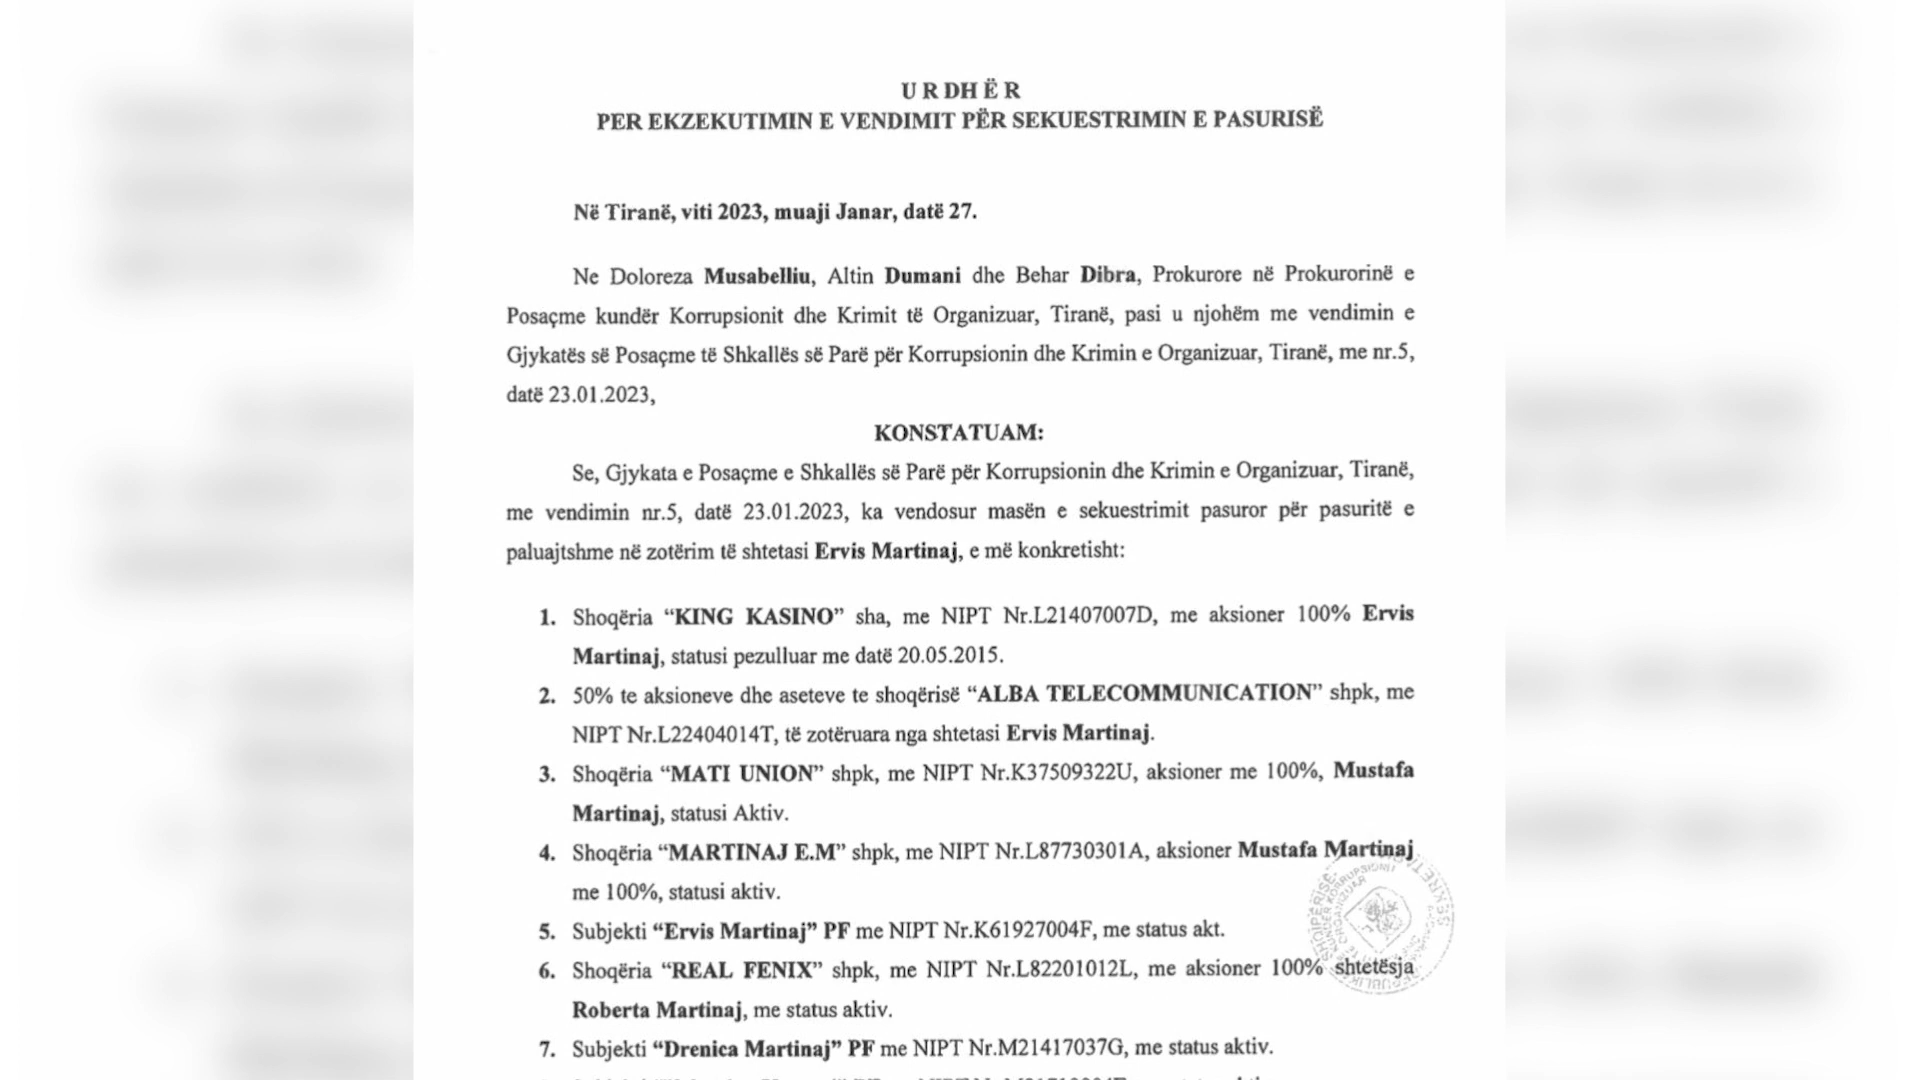 U R DH Ë R
PER EKZEKUTIMIN E VENDIMIT PËR SEKUESTRIMIN E PASURISË
Në Tiranë, viti 2023, muaji Janar, datë 27.
Ne Doloreza Musabelliu, Altin Dumani dhe Behar Dibra, Prokurore në Prokurorinë e
Posaçme kundër Korrupsionit dhe Krimit të Organizuar, Tiranë, pasi u njohëm me vendimin e
Gjykatës së Posaçme të Shkallës së Parë për Korrupsionin dhe Krimin e Organizuar, Tiranë, me nr.5,
datë 23.01.2023,
KONSTATUAM:
Se, Gjykata e Posaçme e Shkallës së Parë për Korrupsionin dhe Krimin e Organizuar, Tiranë,
me vendimin nr.5, datë 23.01.2023, ka vendosur masën e sekuestrimit pasuror për pasuritë e
paluajtshme në zotërim të shtetasi Ervis Martinaj, e më konkretisht:
1. Shoqëria “KING KASINO” sha, me NIPT Nr.L21407007D, me aksioner 100% Ervis
Martinaj, statusi pezulluar me datë 20.05.2015.
2. 50% te aksioneve dhe aseteve te shoqërisë “ALBA TELECOMMUNICATION” shpk, me
NIPT Nr.L22404014T, të zotëruara nga shtetasi Ervis Martinaj.
3. Shoqëria “MATI UNION” shpk, me NIPT Nr.K37509322U, aksioner me 100%, Mustafa
Martinaj, statusi Aktiv.
4. Shoqëria “MARTINAJ E.M” shpk, me NIPT Nr.L87730301A, aksioner Mustafa Martinaj
me 100%, statusi aktiv.
5. Subjekti “Ervis Martinaj” PF me NIPT Nr.K61927004F, me status akt.
6. Shoqëria “REAL FENIX” shpk, me NIPT Nr.L82201012L, me aksioner 100% shtetësja
Roberta Martinaj, me status aktiv.
7. Subjekti “Drenica Martinaj” PF me NIPT Nr.M21417037G, me status aktiv.